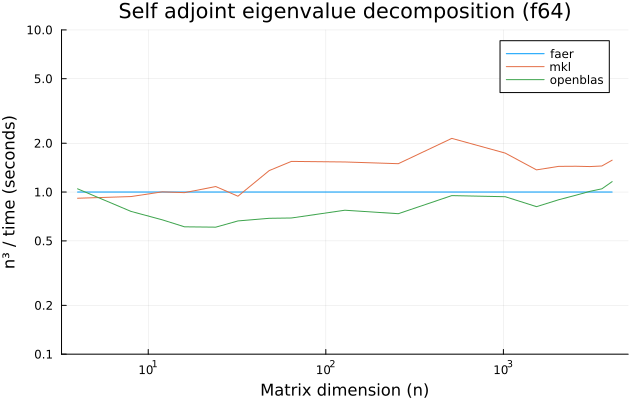 Self adjoint eigenvalue decomposition (f64)
faer
mkl
openblas
n³ / time (seconds)
10.0
5.0
2.0
1.0
0.5
0.2
0.1
10¹ 10² 10³
Matrix dimension (n)